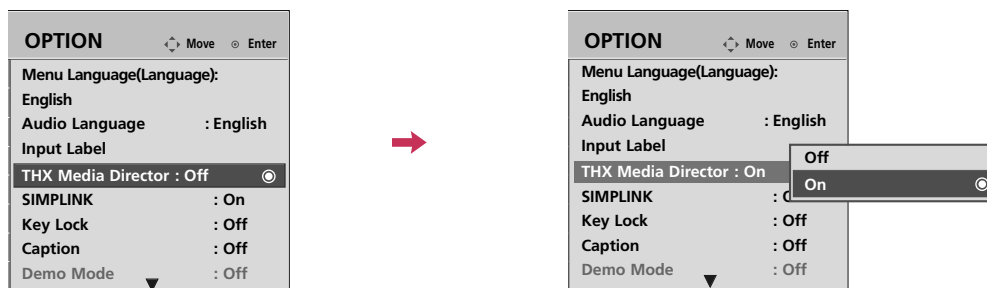 OPTION Move Enter
Menu Language(Language):
English
Audio Language : English
Input Label
THX Media Director : Off
SIMPLINK : On
Key Lock : Off
Caption : Off
Demo Mode : Off
OPTION Move Enter
Menu Language(Language):
English
Audio Language : English
Input Label
THX Media Director : On
SIMPLINK :
Key Lock : Off
Caption : Off
Demo Mode : Off
Off
On